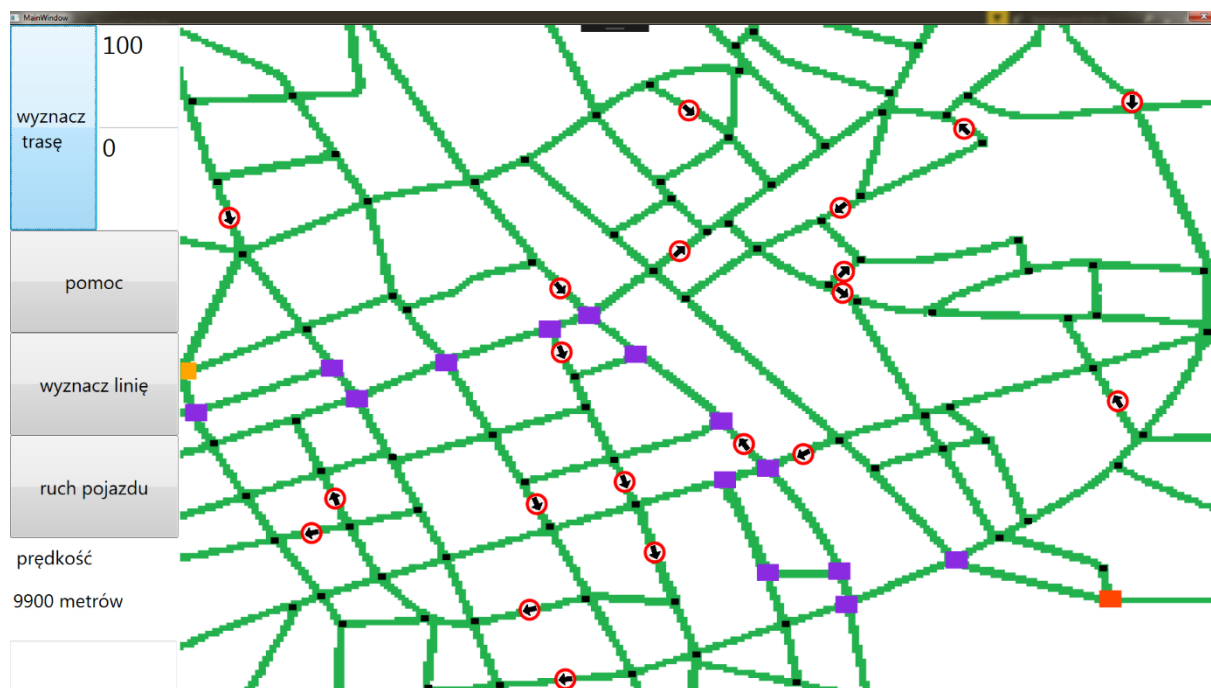 MainWindow
wyznacz
trasę
100
0
pomoc
wyznacz linię
ruch pojazdu
prędkość
9900 metrów